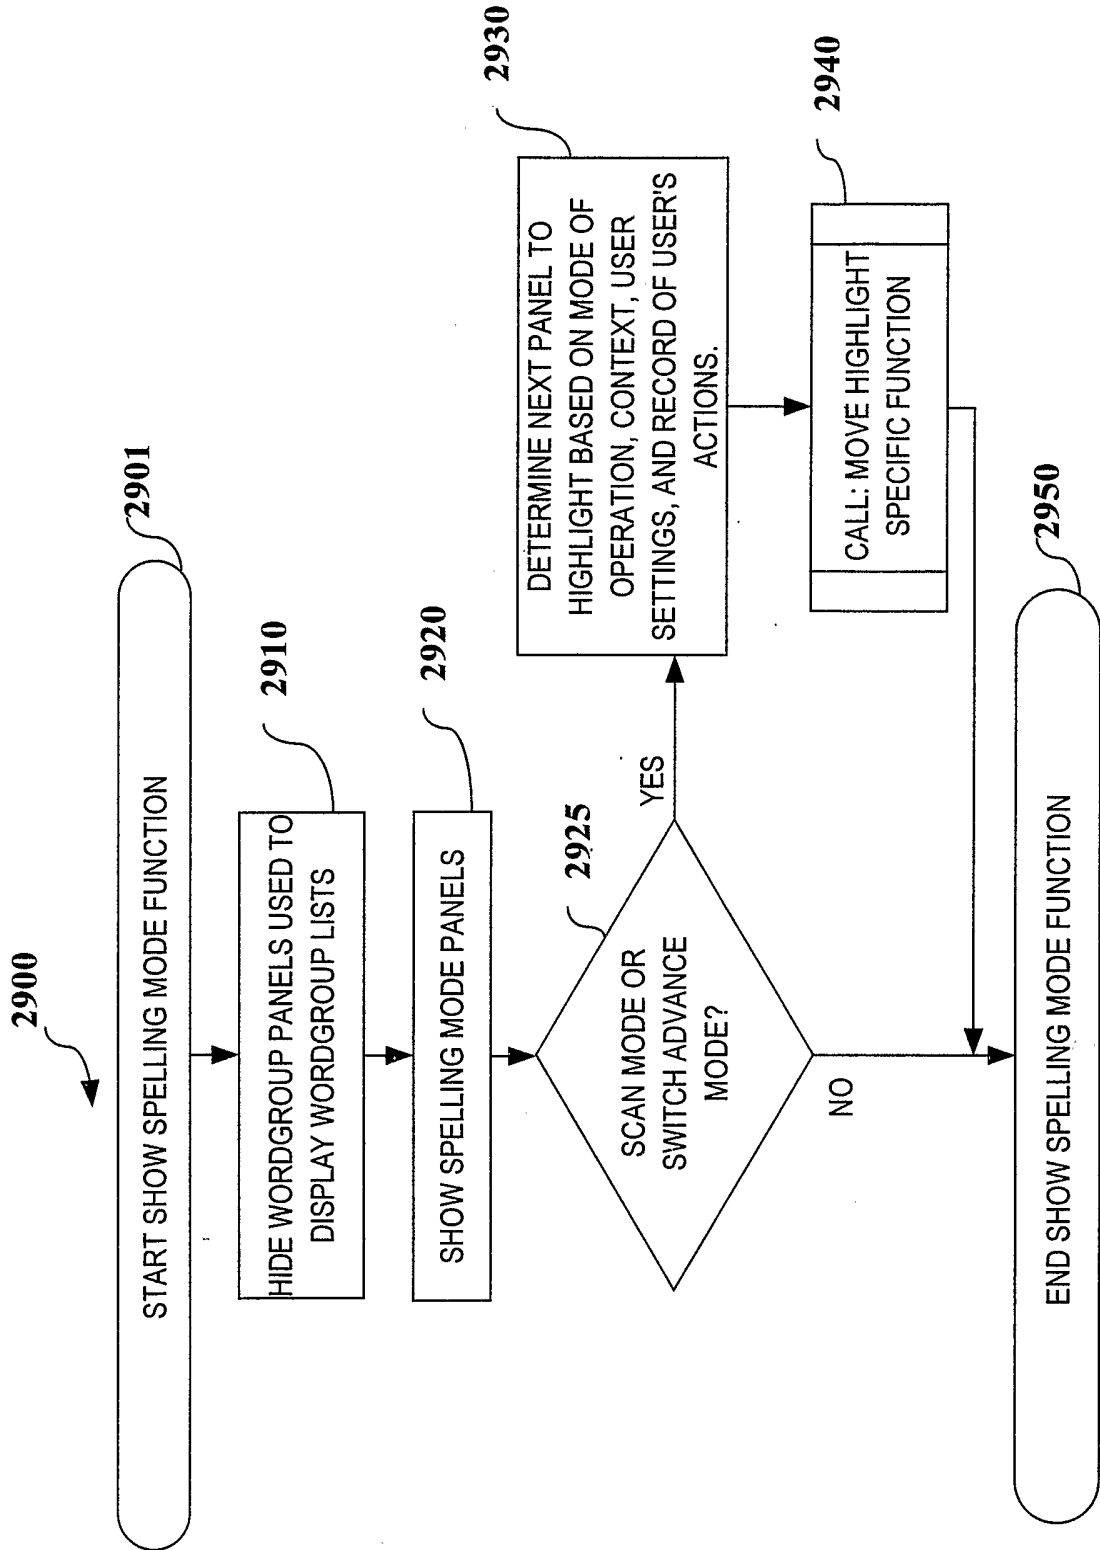 2900
START SHOW SPELLING MODE FUNCTION
2901
HIDE WORDGROUP PANELS USED TO
DISPLAY WORDGROUP LISTS
2910
SHOW SPELLING MODE PANELS
2920
SCAN MODE OR
SWITCH ADVANCE
MODE?
2925
YES
NO
DETERMINE NEXT PANEL TO
HIGHLIGHT BASED ON MODE OF
OPERATION, CONTEXT, USER
SETTINGS, AND RECORD OF USER'S
ACTIONS.
2930
CALL: MOVE HIGHLIGHT
SPECIFIC FUNCTION
2940
END SHOW SPELLING MODE FUNCTION
2950